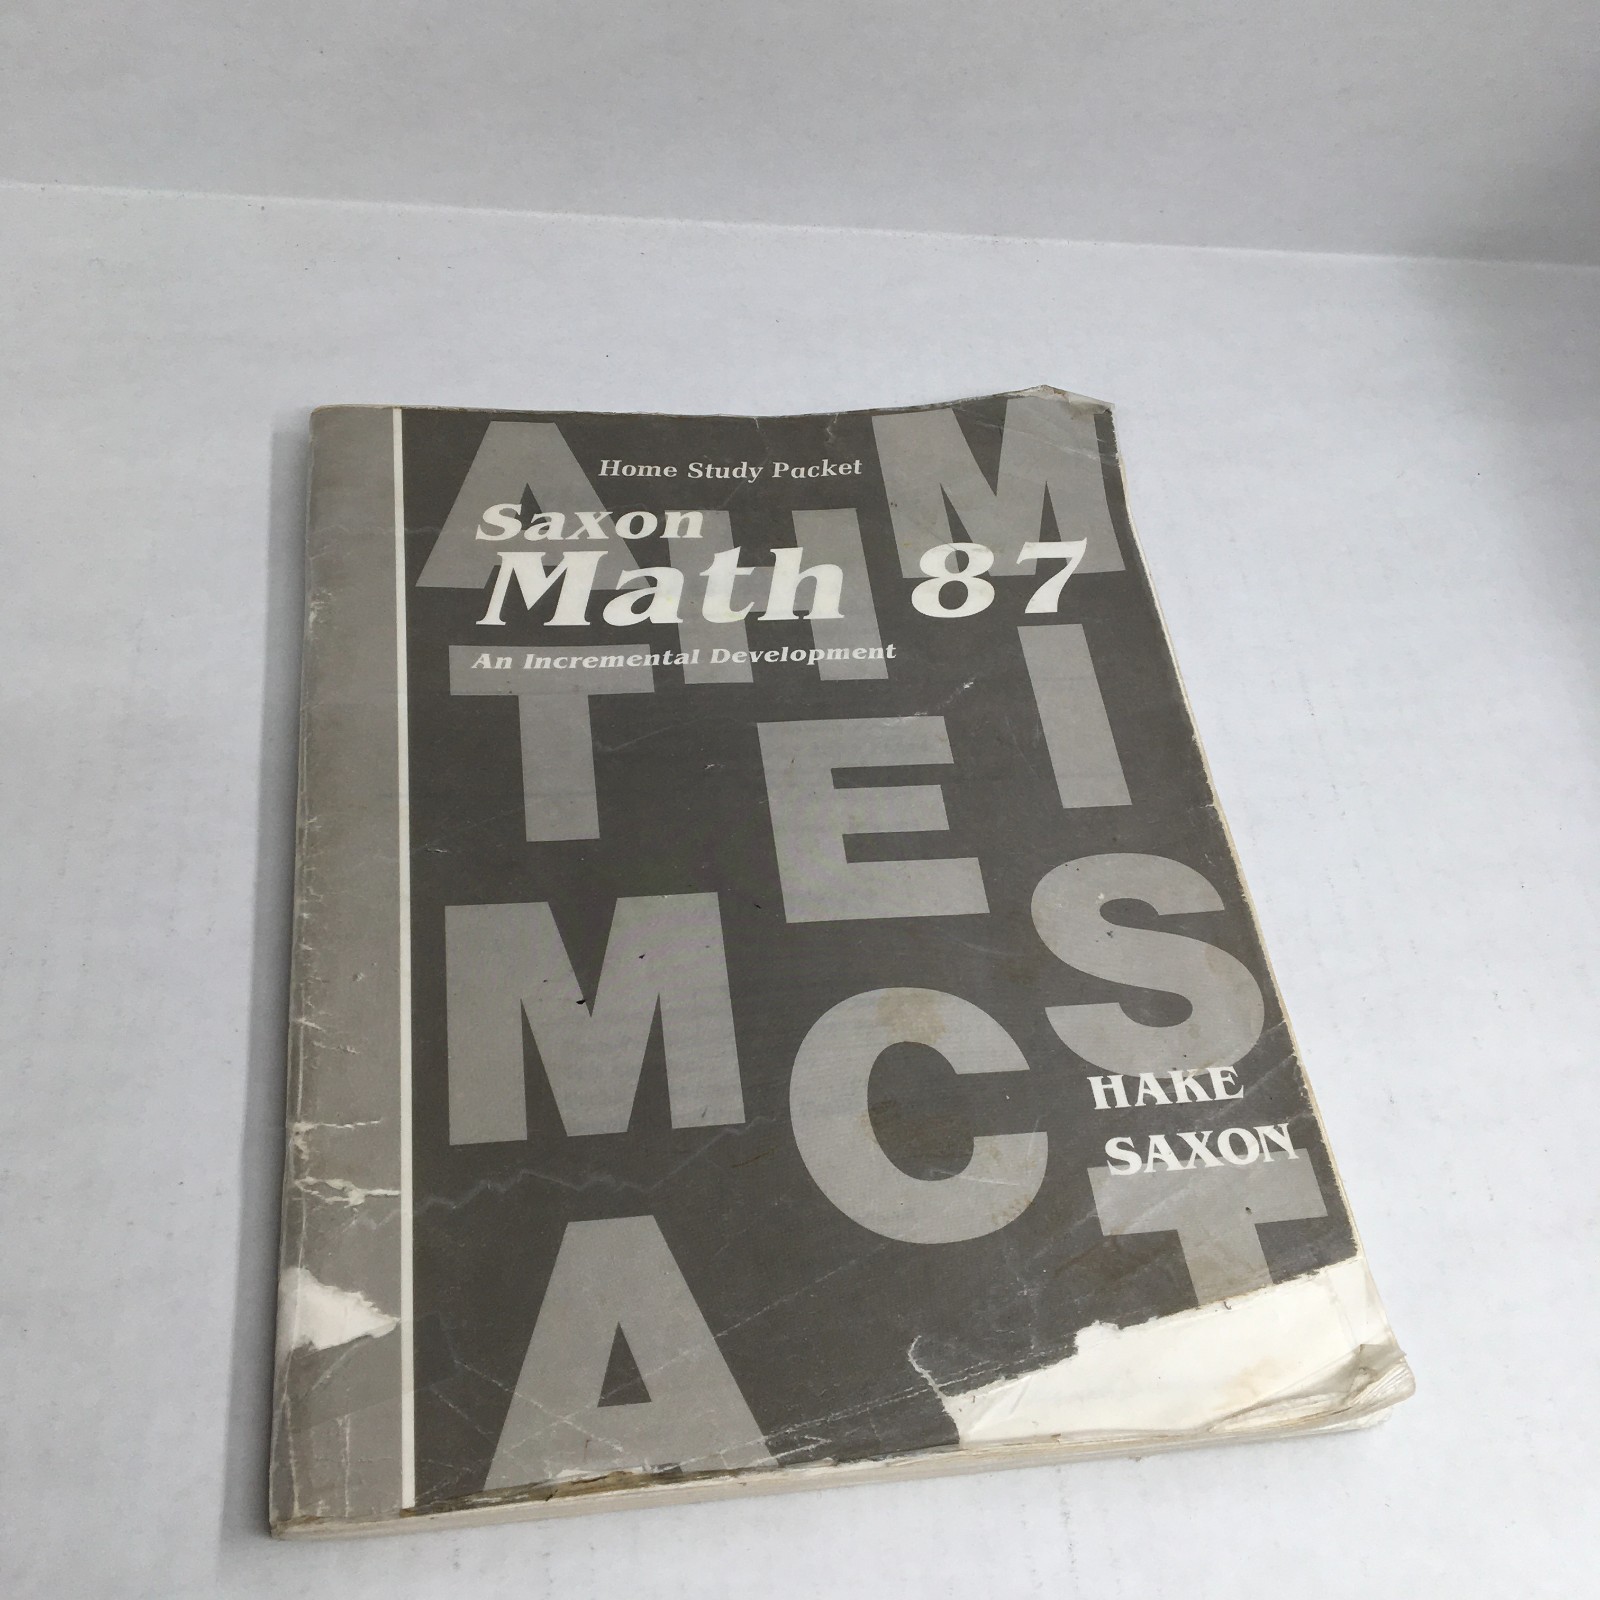 Home Study Packet
Saxon
Math 87
An Incremental Development
HAKE
SAXON
A
H
M
T
E
I
M
C
S
A
T